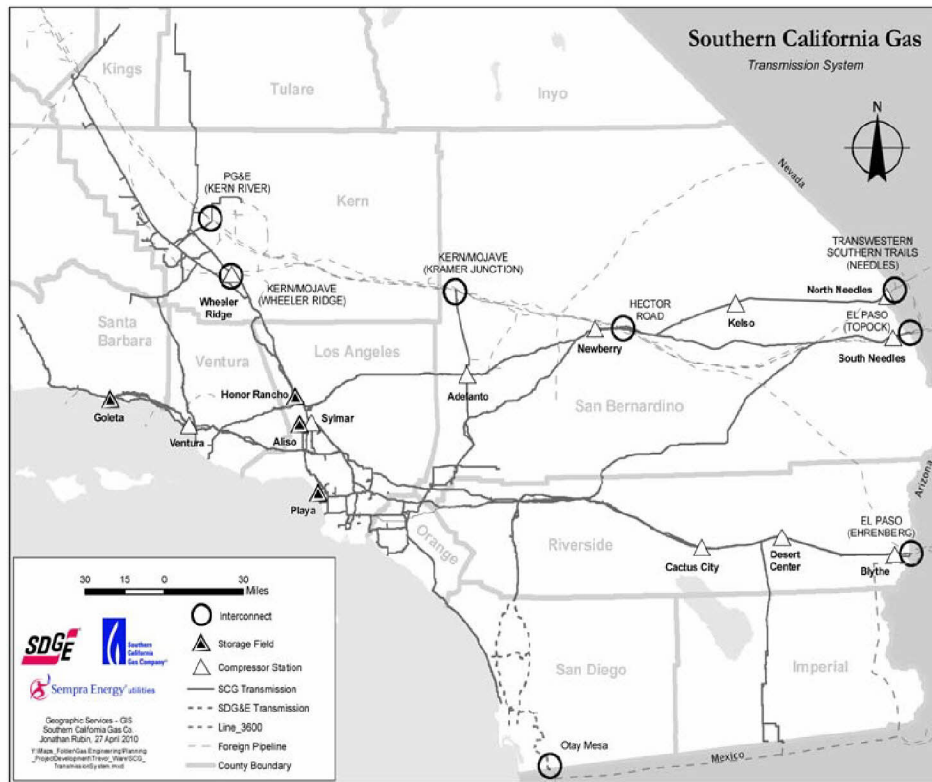 Southern California Gas
Transmission System
N
Kings
Tulare
Inyo
Nevada
PG&E
(KERN RIVER)
Kern
KERN/MOJAVE
(KRAMER JUNCTION)
TRANSWESTERN
SOUTHERN TRAILS
(NEEDLES)
KERN/MOJAVE
(WHEELER RIDGE)
Wheeler
Ridge
HECTOR
ROAD
North Needles
Kelso
EL PASO
(TOPOCK)
Santa
Barbara
Ventura
Los Angeles
Newberry
South Needles
Honor Rancho
Adelanto
San Bernardino
Goleta
Ventura
Aliso
Sylmar
Playa
Arizona
Orange
Riverside
EL PASO
(EHRENBERG)
Cactus City
Desert
Center
Blythe
San Diego
Imperial
Otay Mesa
Mexico
30 15 0 30
Miles
Interconnect
Storage Field
Compressor Station
SCG Transmission
SDG&E Transmission
Line_3600
Foreign Pipeline
County Boundary
SDGE
Southern
California
Gas Company
Sempra Energy utilities
Geographic Services - GIS
Southern California Gas Co.
Jonathan Rubin, 27 April 2010